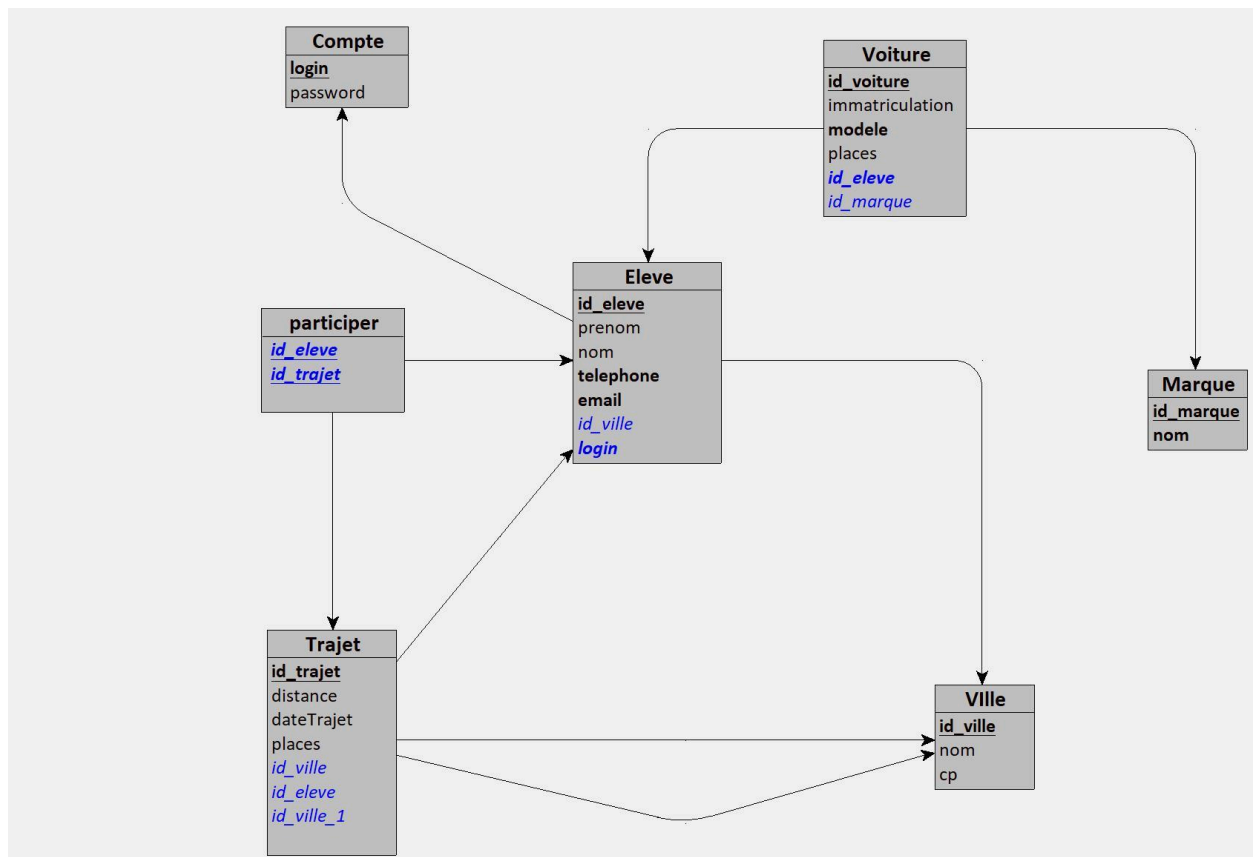 Compte
login
password
Voiture
id_voiture
immatriculation
modele
places
id_eleve
id_marque
Eleve
id_eleve
prenom
nom
telephone
email
id_ville
login
participer
id_eleve
id_trajet
Marque
id_marque
nom
Trajet
id_trajet
distance
dateTrajet
places
id_ville
id_eleve
id_ville_1
VIlle
id_ville
nom
cp